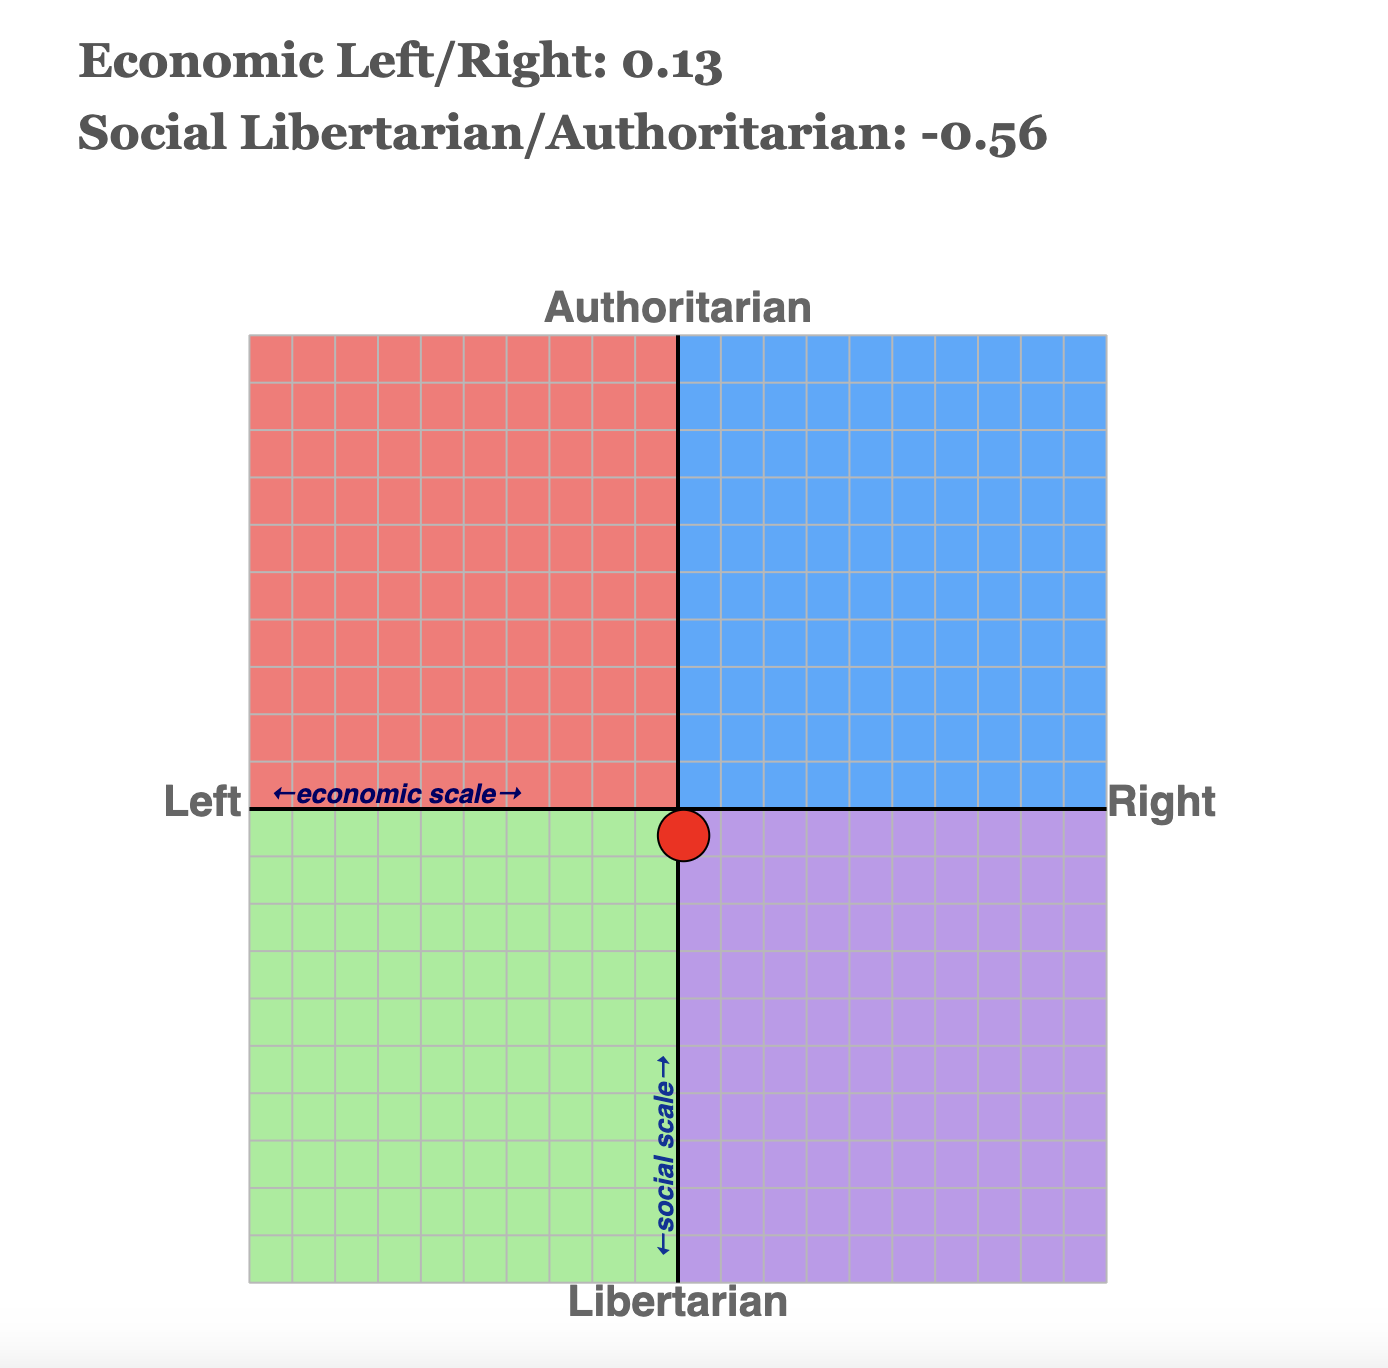 Economic Left/Right: 0.13
Social Libertarian/Authoritarian: -0.56
Authoritarian
←economic scale→
Left
Right
←social scale→
Libertarian